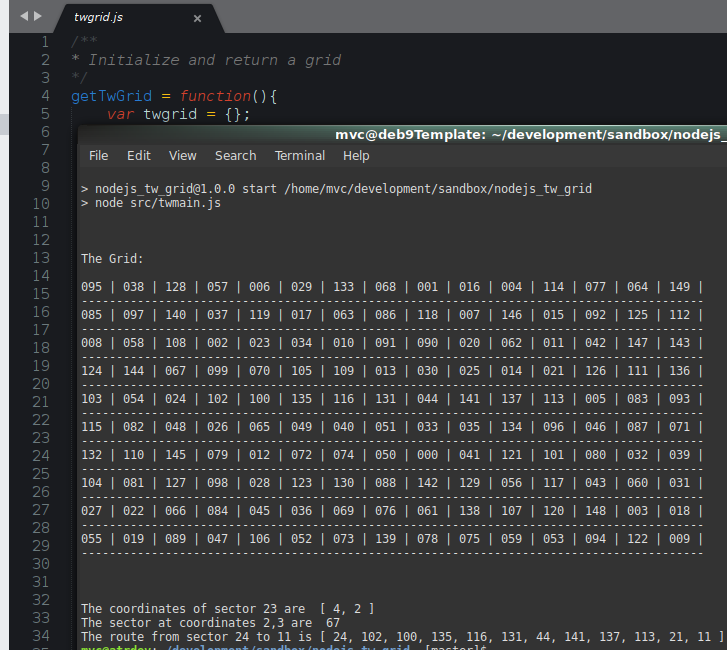 twgrid.js ×
1 /**
2 * Initialize and return a grid
3 */
4 getTwGrid = function(){
5 var twgrid = {};
6
mvc@deb9Template: ~/development/sandbox/nodejs_
7
File Edit View Search Terminal Help
8
9
> nodejs_tw_grid@1.0.0 start /home/mvc/development/sandbox/nodejs_tw_grid
10
> node src/twmain.js
11
12
13
The Grid:
14
095 | 038 | 128 | 057 | 006 | 029 | 133 | 068 | 001 | 016 | 004 | 114 | 077 | 064 | 149 |
15
-----------------------------------------------------------------------------------------
16
085 | 097 | 140 | 037 | 119 | 017 | 063 | 086 | 118 | 007 | 146 | 015 | 092 | 125 | 112 |
17
-----------------------------------------------------------------------------------------
18
008 | 058 | 108 | 002 | 023 | 034 | 010 | 091 | 090 | 020 | 062 | 011 | 042 | 147 | 143 |
19
-----------------------------------------------------------------------------------------
20
124 | 144 | 067 | 099 | 070 | 105 | 109 | 013 | 030 | 025 | 014 | 021 | 126 | 111 | 136 |
-----------------------------------------------------------------------------------------
21
103 | 054 | 024 | 102 | 100 | 135 | 116 | 131 | 044 | 141 | 137 | 113 | 005 | 083 | 093 |
22
-----------------------------------------------------------------------------------------
23
115 | 082 | 048 | 026 | 065 | 049 | 040 | 051 | 033 | 035 | 134 | 096 | 046 | 087 | 071 |
-----------------------------------------------------------------------------------------
24
132 | 110 | 145 | 079 | 012 | 072 | 074 | 050 | 000 | 041 | 121 | 101 | 080 | 032 | 039 |
25
-----------------------------------------------------------------------------------------
26
104 | 081 | 127 | 098 | 028 | 123 | 130 | 088 | 142 | 129 | 056 | 117 | 043 | 060 | 031 |
-----------------------------------------------------------------------------------------
27
027 | 022 | 066 | 084 | 045 | 036 | 069 | 076 | 061 | 138 | 107 | 120 | 148 | 003 | 018 |
28
-----------------------------------------------------------------------------------------
29
055 | 019 | 089 | 047 | 106 | 052 | 073 | 139 | 078 | 075 | 059 | 053 | 094 | 122 | 009 |
-----------------------------------------------------------------------------------------
30
31
32
The coordinates of sector 23 are [ 4, 2 ]
33
The sector at coordinates 2,3 are 67
34
The route from sector 24 to 11 is [ 24, 102, 100, 135, 116, 131, 44, 141, 137, 113, 21, 11 ]